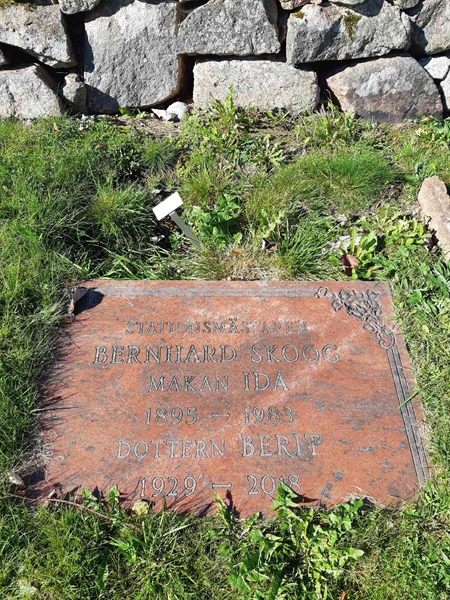 STATIONSMÄSTAREN
BERNHARD SKOOG
MAKAN IDA
1895 – 1983
DOTTERN BERIT
1929 – 2018